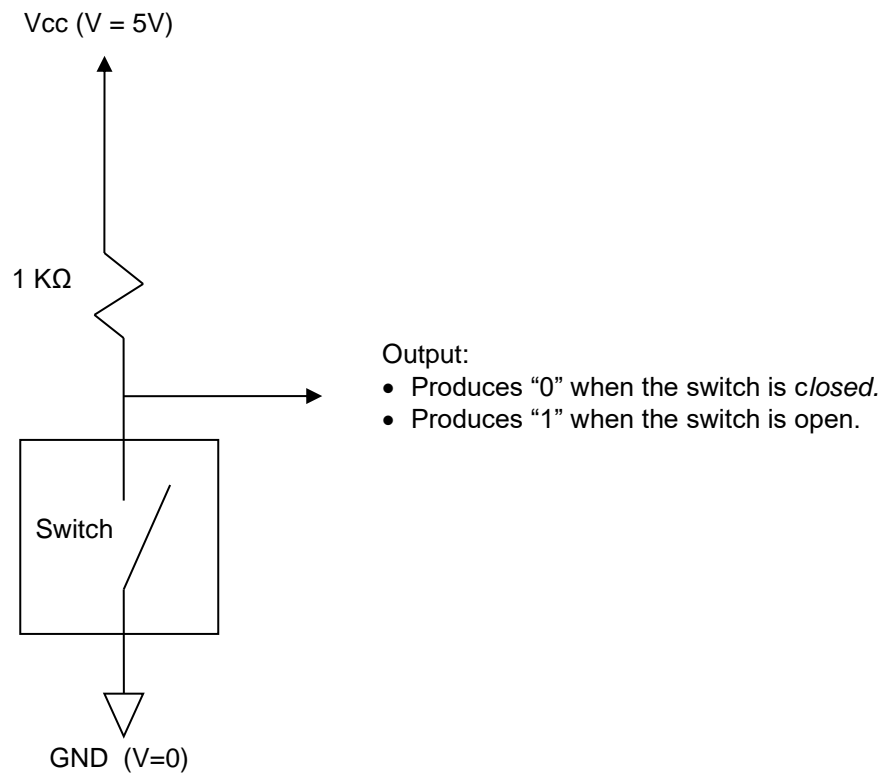 Vcc (V = 5V)
1 KΩ
Output:
• Produces “0” when the switch is closed.
• Produces “1” when the switch is open.
Switch
GND (V=0)